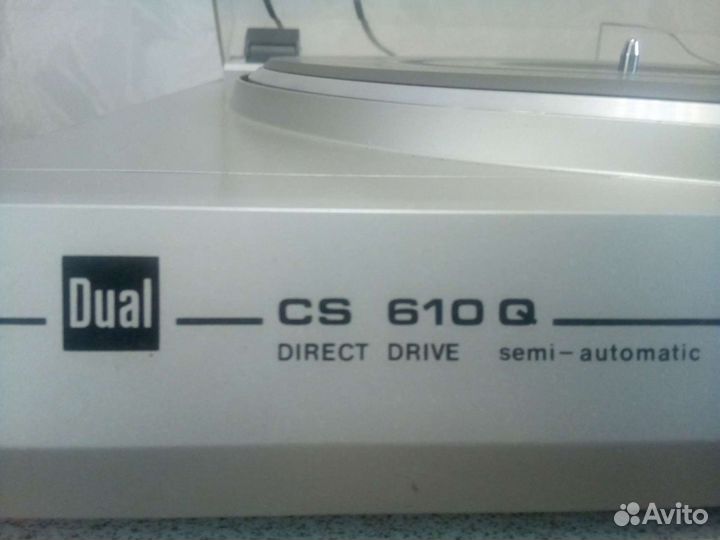 Dual CS 610 Q
DIRECT DRIVE semi-automatic
Avito